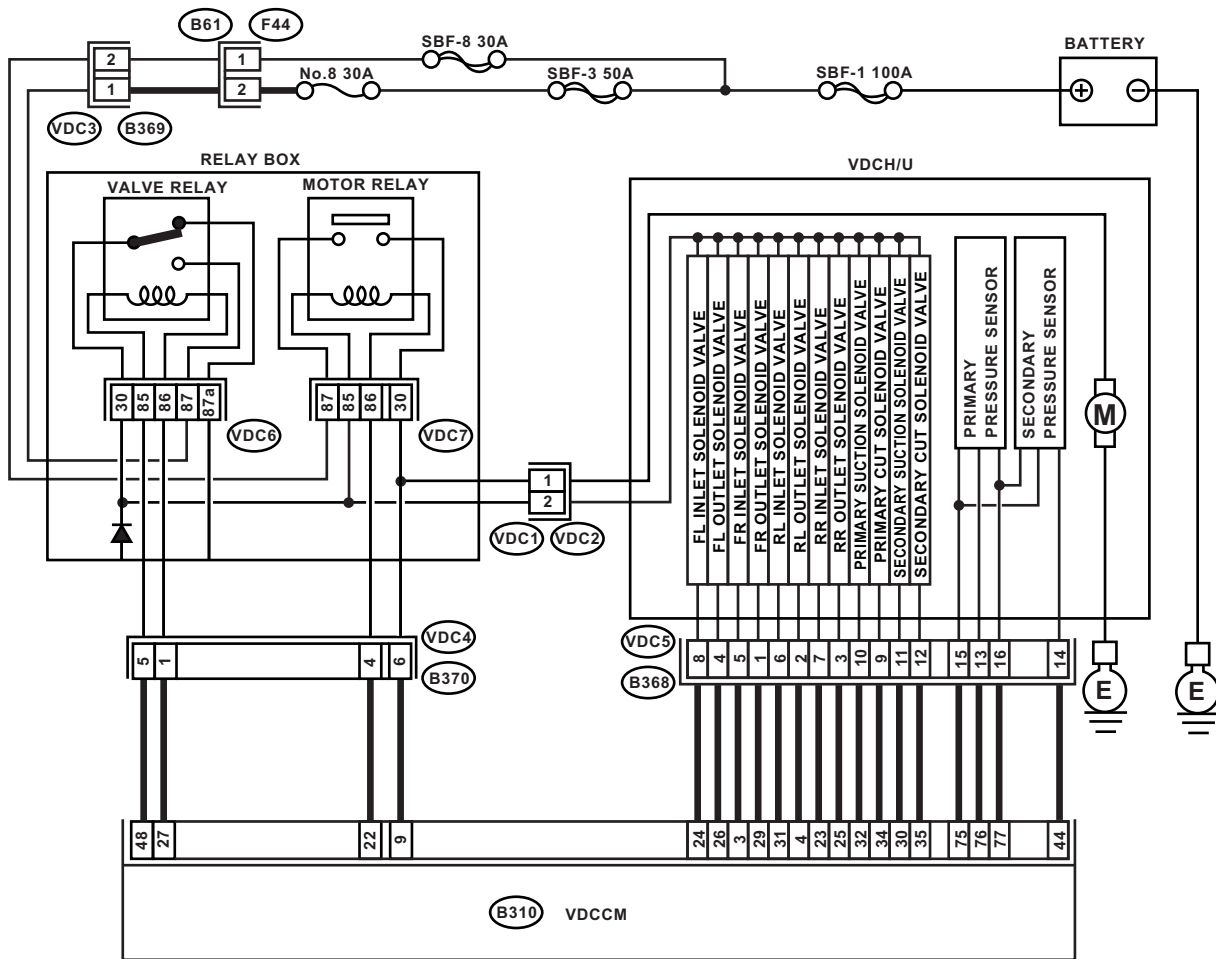 B61 F44
SBF-8 30A
BATTERY
2 1
No.8 30A
SBF-3 50A
SBF-1 100A
1 2
VDC3 B369
RELAY BOX
VDCH/U
VALVE RELAY
MOTOR RELAY
FL INLET SOLENOID VALVE
FL OUTLET SOLENOID VALVE
FR INLET SOLENOID VALVE
FR OUTLET SOLENOID VALVE
RL INLET SOLENOID VALVE
RL OUTLET SOLENOID VALVE
RR INLET SOLENOID VALVE
RR OUTLET SOLENOID VALVE
PRIMARY SUCTION SOLENOID VALVE
PRIMARY CUT SOLENOID VALVE
SECONDARY SUCTION SOLENOID VALVE
SECONDARY CUT SOLENOID VALVE
PRIMARY
PRESSURE SENSOR
SECONDARY
PRESSURE SENSOR
M
30 85 86 87 87a
87 85 86 30
VDC6
VDC7
1
2
VDC1 VDC2
VDC4
5 1 4 6
B370
VDC5
8 4 5 1 6 2 7 3 10 9 11 12 15 13 16 14
B368
E E
48 27 22 9 24 26 3 29 31 4 23 25 32 34 30 35 75 76 77 44
B310 VDCCM